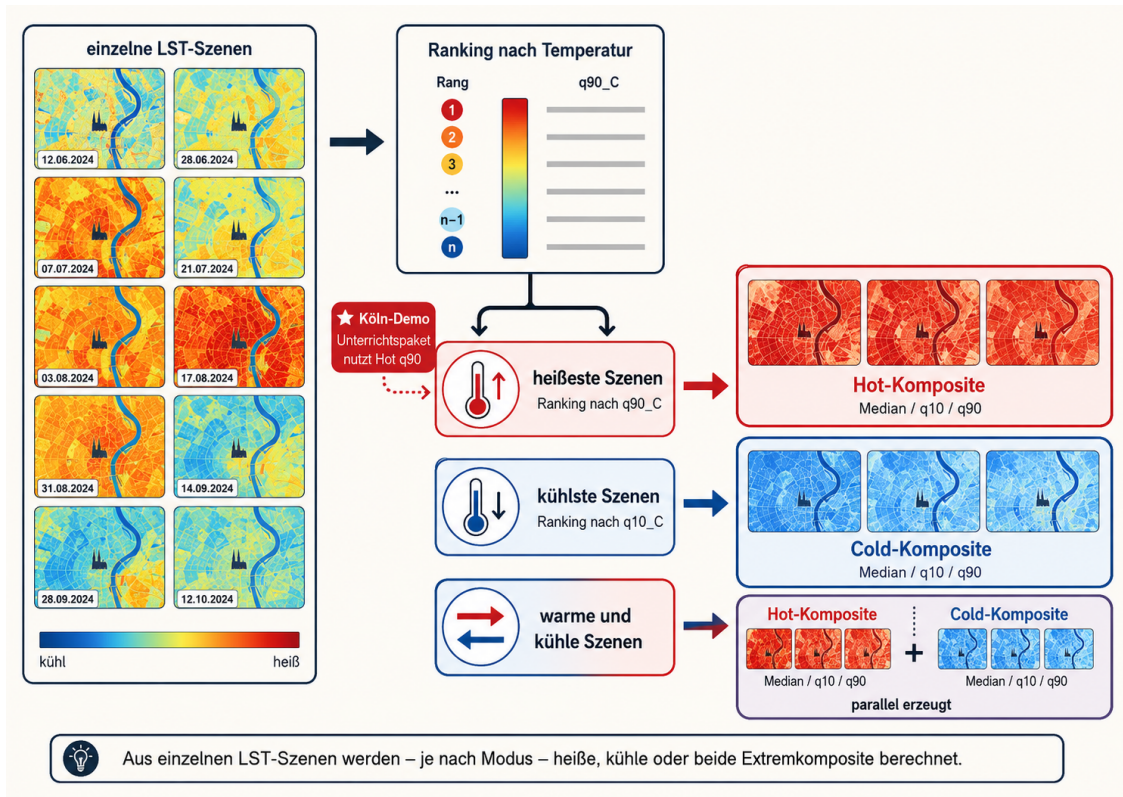 einzelne LST-Szenen
12.06.2024
28.06.2024
07.07.2024
21.07.2024
03.08.2024
17.08.2024
31.08.2024
14.09.2024
28.09.2024
12.10.2024
kühl
heiß
Ranking nach Temperatur
Rang
q90_C
1
2
3
...
n−1
n
Köln-Demo
Unterrichtspaket
nutzt Hot q90
heißeste Szenen
Ranking nach q90_C
kühlste Szenen
Ranking nach q10_C
warme und
kühle Szenen
Hot-Komposite
Median / q10 / q90
Cold-Komposite
Median / q10 / q90
Hot-Komposite
Cold-Komposite
+
Median / q10 / q90
Median / q10 / q90
parallel erzeugt
Aus einzelnen LST-Szenen werden – je nach Modus – heiße, kühle oder beide Extremkomposite berechnet.